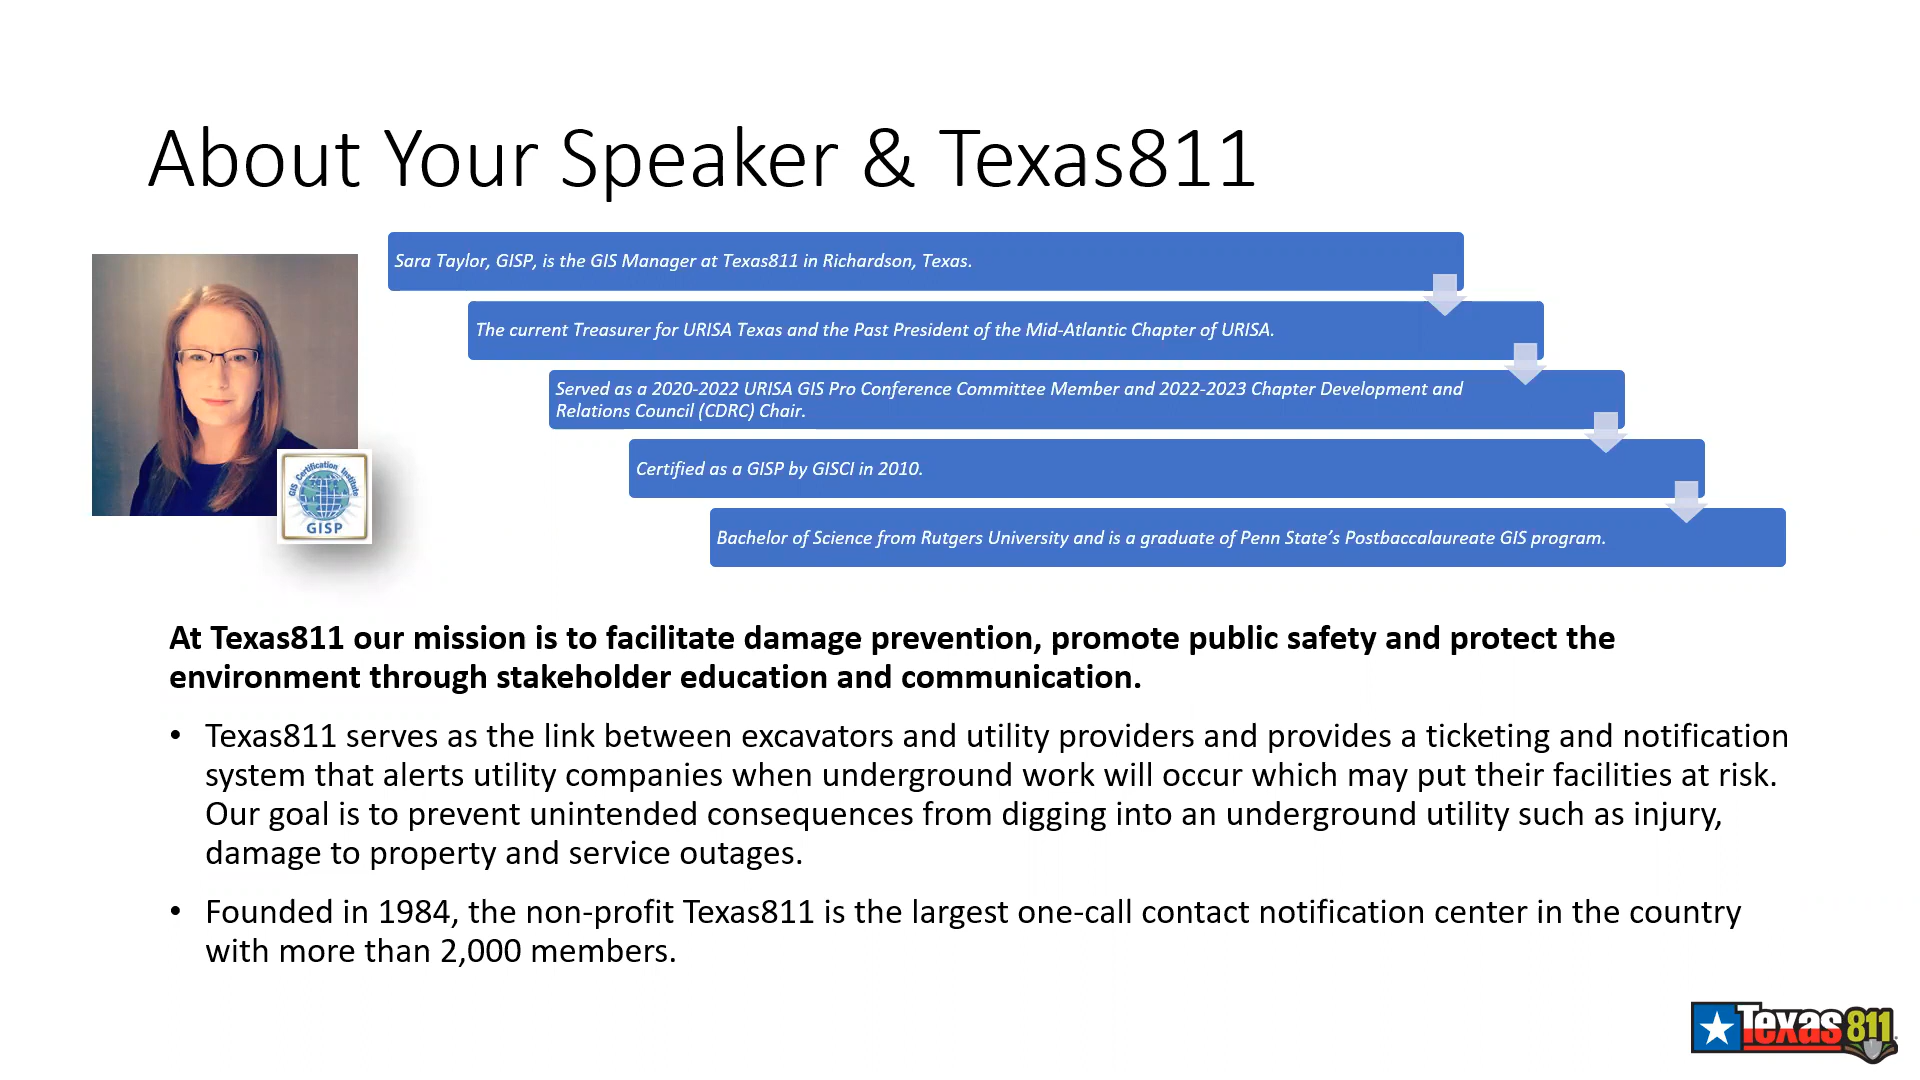 About Your Speaker & Texas811
Sara Taylor, GISP, is the GIS Manager at Texas811 in Richardson, Texas.
The current Treasurer for URISA Texas and the Past President of the Mid-Atlantic Chapter of URISA.
Served as a 2020-2022 URISA GIS Pro Conference Committee Member and 2022-2023 Chapter Development and
Relations Council (CDRC) Chair.
Certified as a GISP by GISCI in 2010.
Bachelor of Science from Rutgers University and is a graduate of Penn State’s Postbaccalaureate GIS program.
GIS Certification Institute
GISP
At Texas811 our mission is to facilitate damage prevention, promote public safety and protect the
environment through stakeholder education and communication.
• Texas811 serves as the link between excavators and utility providers and provides a ticketing and notification
system that alerts utility companies when underground work will occur which may put their facilities at risk.
Our goal is to prevent unintended consequences from digging into an underground utility such as injury,
damage to property and service outages.
• Founded in 1984, the non-profit Texas811 is the largest one-call contact notification center in the country
with more than 2,000 members.
Texas811